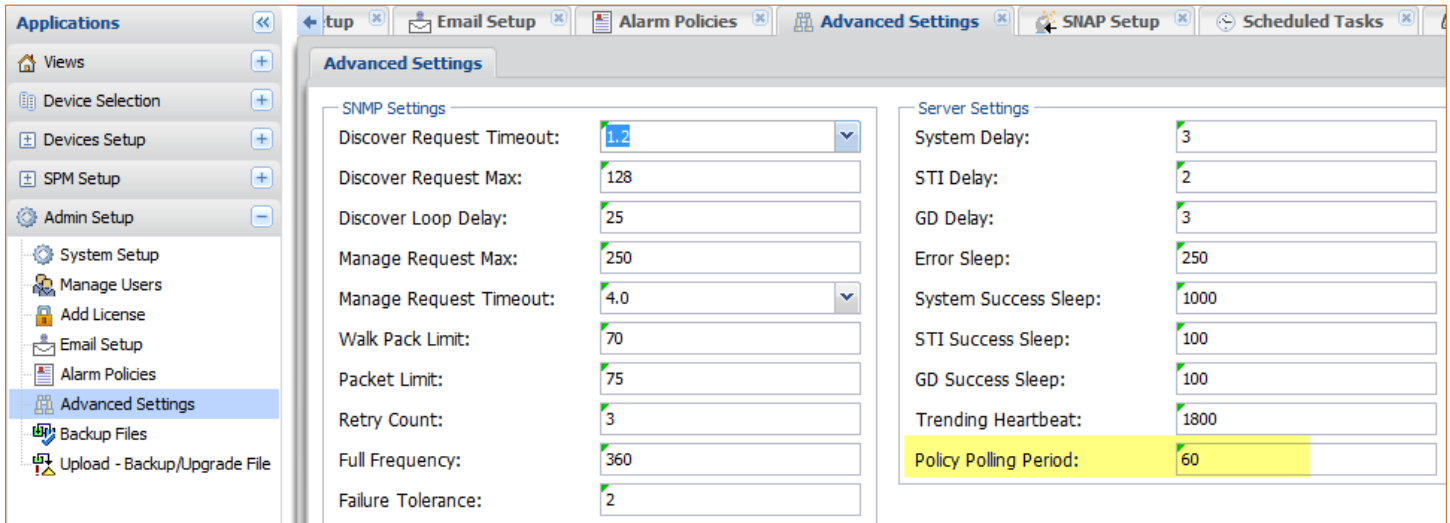 Applications
Views
Device Selection
Devices Setup
SPM Setup
Admin Setup
System Setup
Manage Users
Add License
Email Setup
Alarm Policies
Advanced Settings
Backup Files
Upload - Backup/Upgrade File
tup Email Setup Alarm Policies Advanced Settings SNAP Setup Scheduled Tasks
Advanced Settings
SNMP Settings
Discover Request Timeout: 1.2
Discover Request Max: 128
Discover Loop Delay: 25
Manage Request Max: 250
Manage Request Timeout: 4.0
Walk Pack Limit: 70
Packet Limit: 75
Retry Count: 3
Full Frequency: 360
Failure Tolerance: 2
Server Settings
System Delay: 3
STI Delay: 2
GD Delay: 3
Error Sleep: 250
System Success Sleep: 1000
STI Success Sleep: 100
GD Success Sleep: 100
Trending Heartbeat: 1800
Policy Polling Period: 60